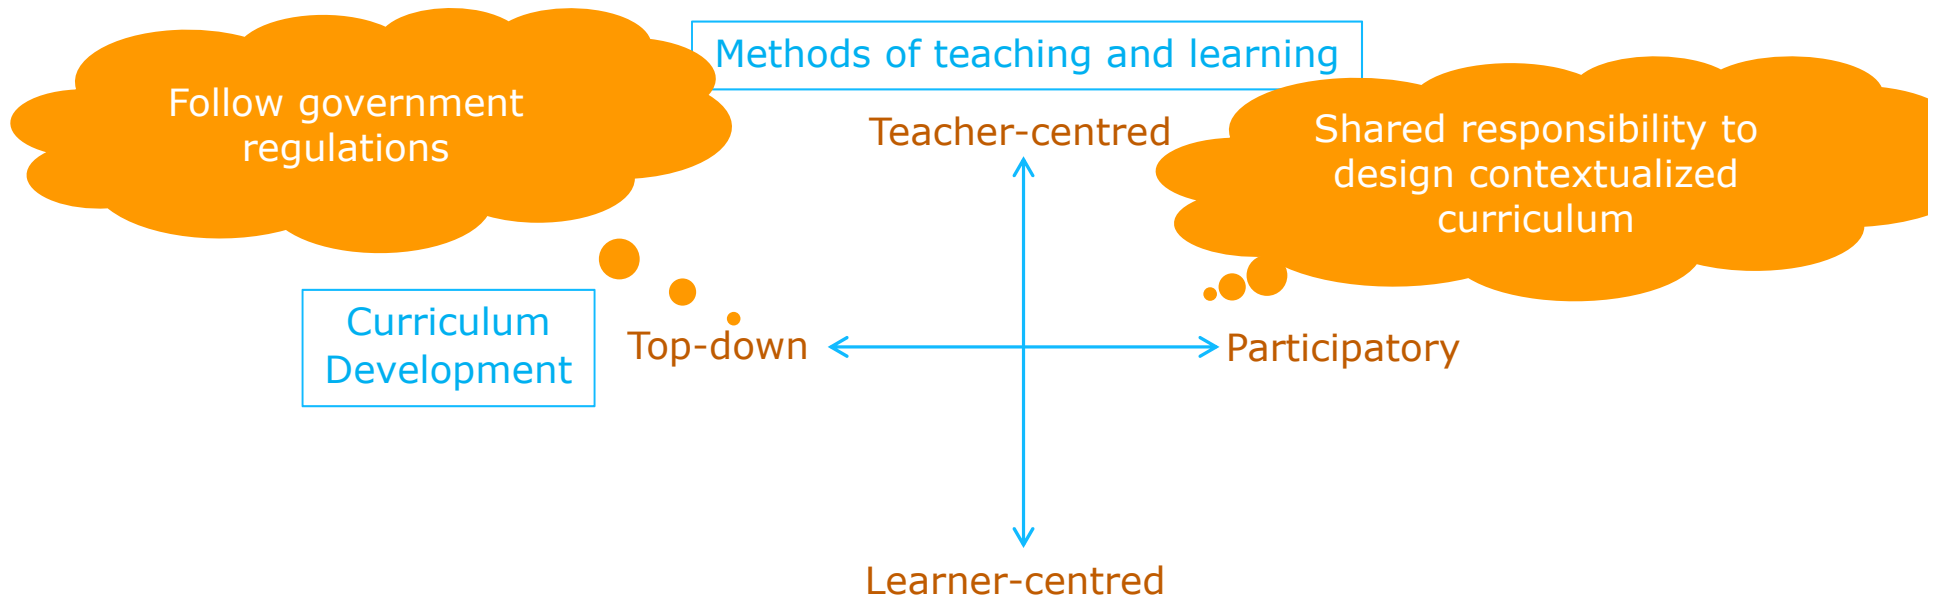 Methods of teaching and learning
Follow government
regulations
Teacher-centred
Shared responsibility to
design contextualized
curriculum
Curriculum
Development
Top-down
Participatory
Learner-centred